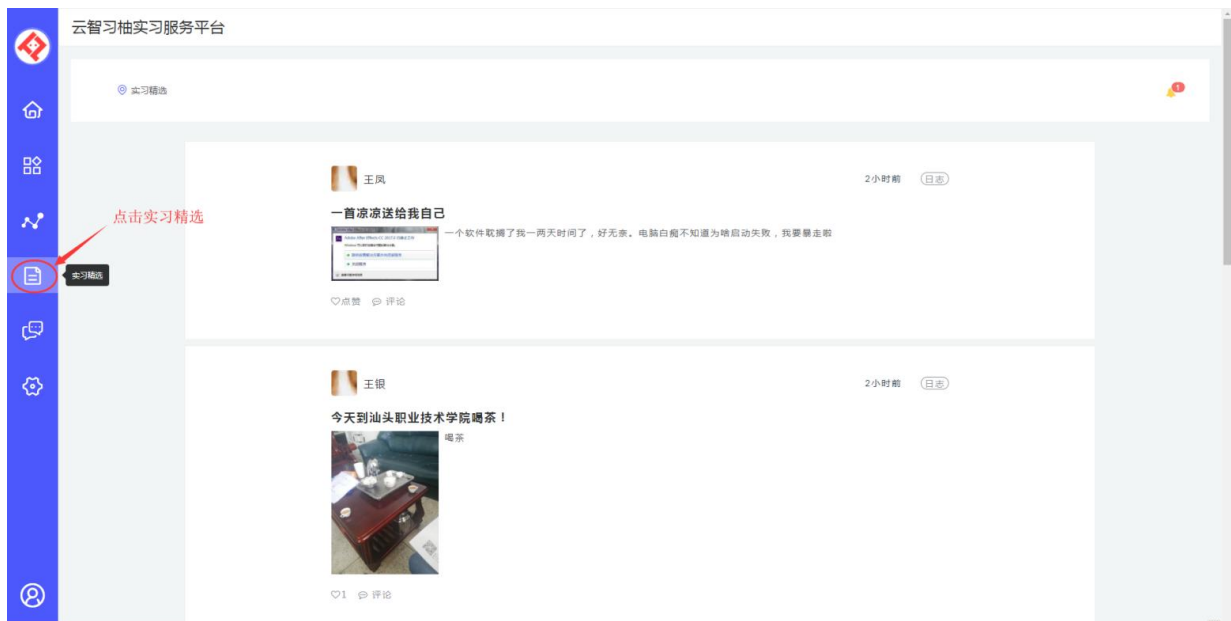 云智习柚实习服务平台
实习精选
1
王凤
2小时前
日志
点击实习精选
一首凉凉送给我自己
一个软件耽搁了我一两天时间了，好无奈。电脑白痴不知道为啥启动失败，我要暴走啦
实习精选
点赞 评论
王银
2小时前
日志
今天到汕头职业技术学院喝茶！
喝茶
1 评论